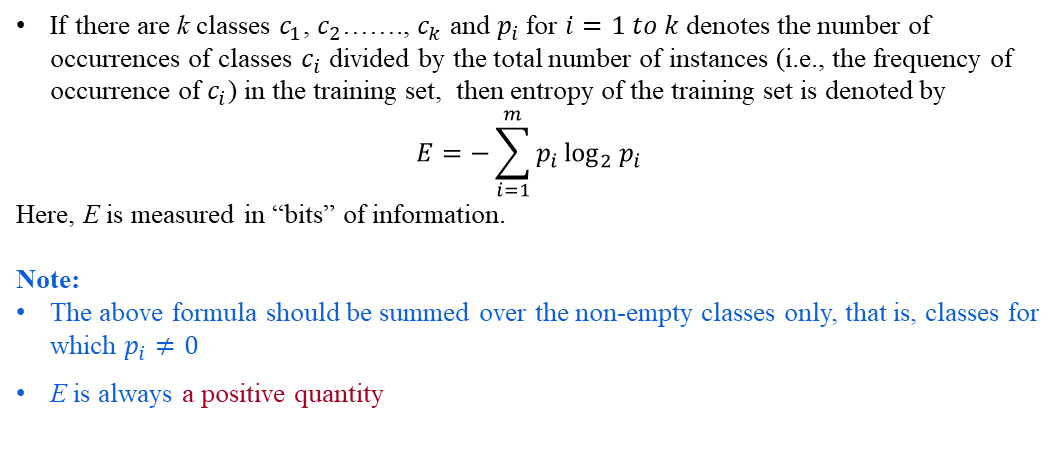 • If there are k classes c₁, c₂……., cₖ and pᵢ for i = 1 to k denotes the number of
occurrences of classes cᵢ divided by the total number of instances (i.e., the frequency of
occurrence of cᵢ) in the training set, then entropy of the training set is denoted by
E = − ∑_{i=1}^{m} pᵢ log₂ pᵢ
Here, E is measured in “bits” of information.
Note:
• The above formula should be summed over the non-empty classes only, that is, classes for
which pᵢ ≠ 0
• E is always a positive quantity